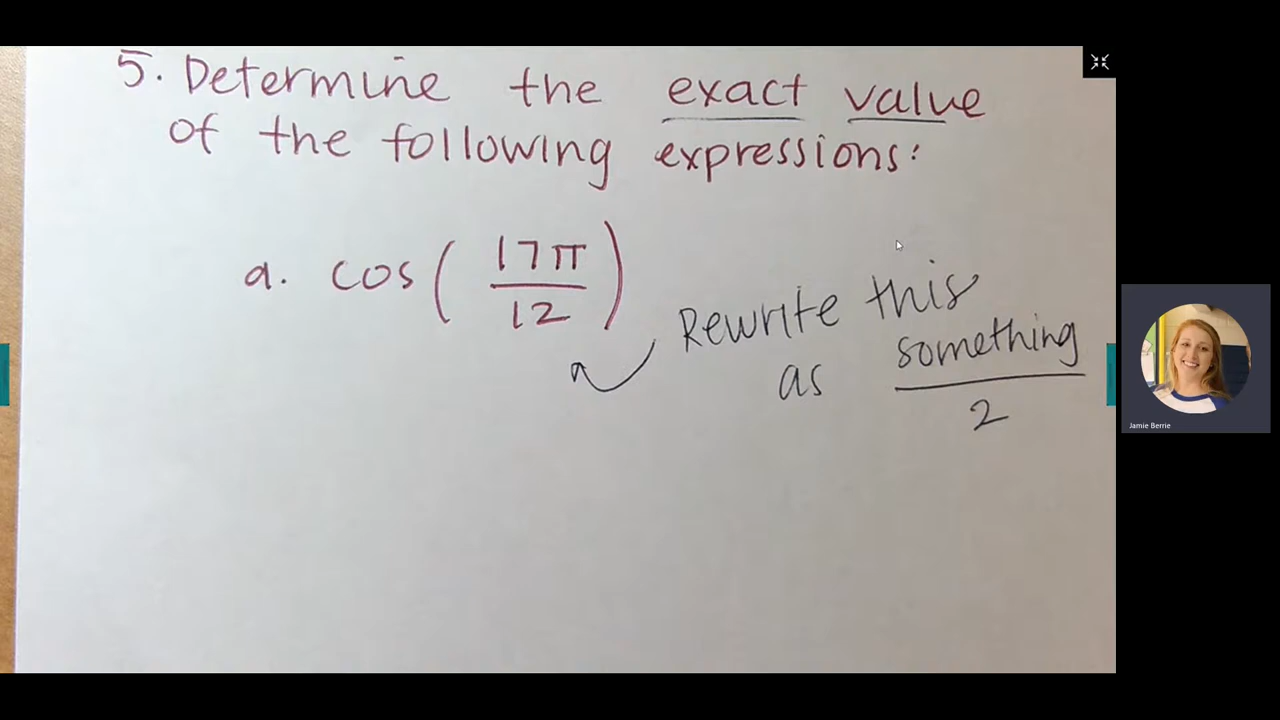 5. Determine the exact value
of the following expressions:
a. cos(17π/12)
Rewrite this
as something/2
Jamie Berrie